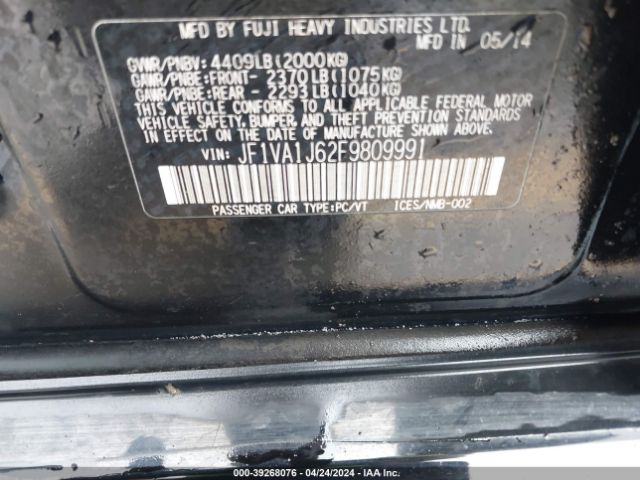 MFD BY FUJI HEAVY INDUSTRIES LTD.
MFD IN 05/14
GVWR/PNBV: 4409LB(2000KG)
GAWR/PNBE:FRONT- 2370LB(1075KG)
GAWR/PNBE:REAR - 2293LB(1040KG)
THIS VEHICLE CONFORMS TO ALL APPLICABLE FEDERAL MOTOR
VEHICLE SAFETY, BUMPER, AND THEFT PREVENTION STANDARDS
IN EFFECT ON THE DATE OF MANUFACTURE SHOWN ABOVE.
VIN: JF1VA1J62F9809991
PASSENGER CAR TYPE:PC/VT ICES/NMB-002
000-39268076 - 04/24/2024 - IAA Inc.